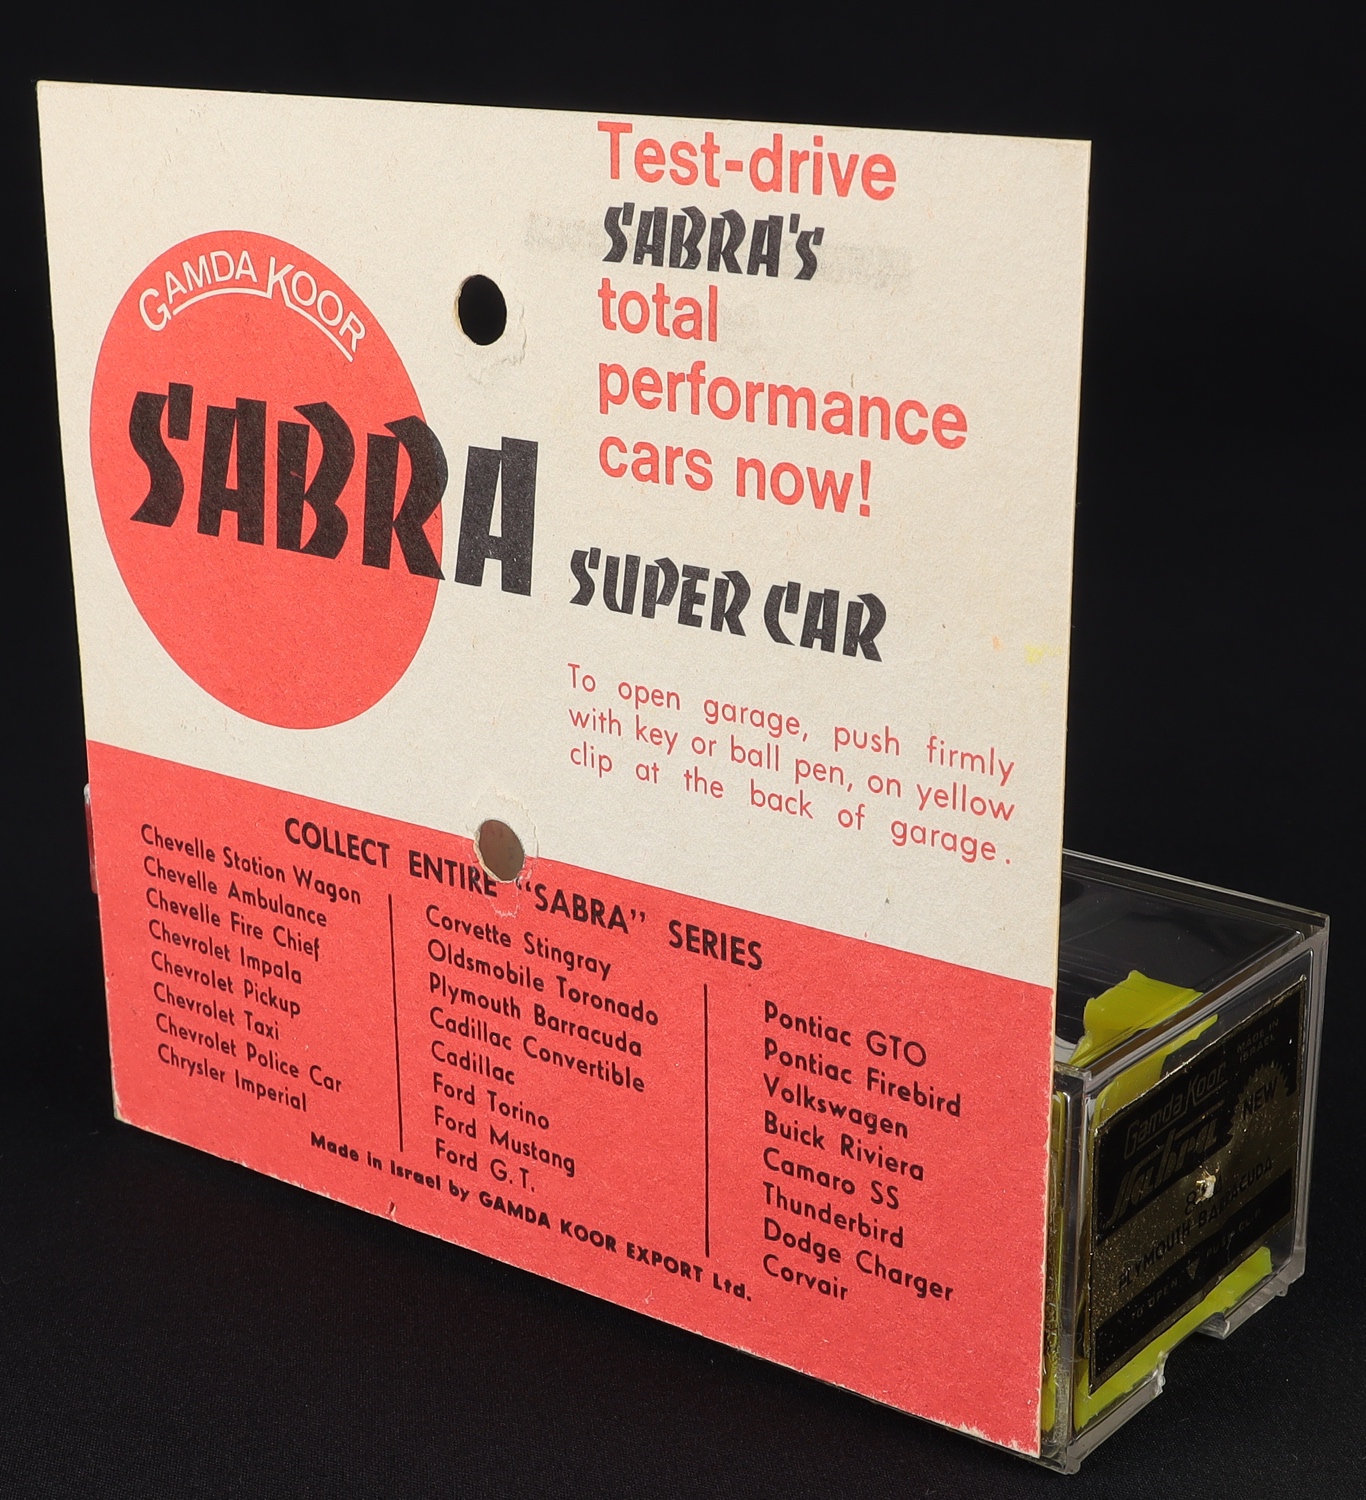 Test-drive
SABRA's
total
performance
cars now!
GAMDA KOOR
SABRA
SUPER CAR
To open garage, push firmly
with key or ball pen, on yellow
clip at the back of garage.
COLLECT ENTIRE "SABRA" SERIES
Chevelle Station Wagon
Chevelle Ambulance
Chevelle Fire Chief
Chevrolet Impala
Chevrolet Pickup
Chevrolet Taxi
Chevrolet Police Car
Chrysler Imperial
Corvette Stingray
Oldsmobile Toronado
Plymouth Barracuda
Cadillac Convertible
Cadillac
Ford Torino
Ford Mustang
Ford G.T.
Pontiac GTO
Pontiac Firebird
Volkswagen
Buick Riviera
Camaro SS
Thunderbird
Dodge Charger
Corvair
Made in Israel by GAMDA KOOR EXPORT Ltd.
MADE IN
ISRAEL
Gamda Koor
NEW
Sabra
PLYMOUTH BARRACUDA
TO OPEN